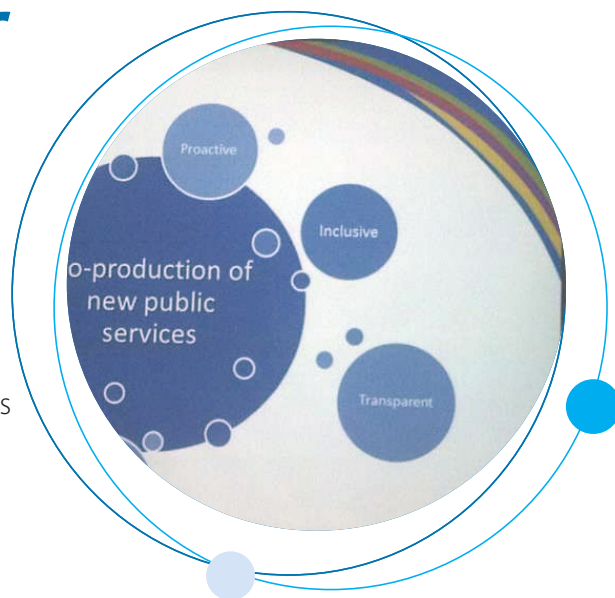 Proactive
Inclusive
o-production of
new public
services
Transparent
s